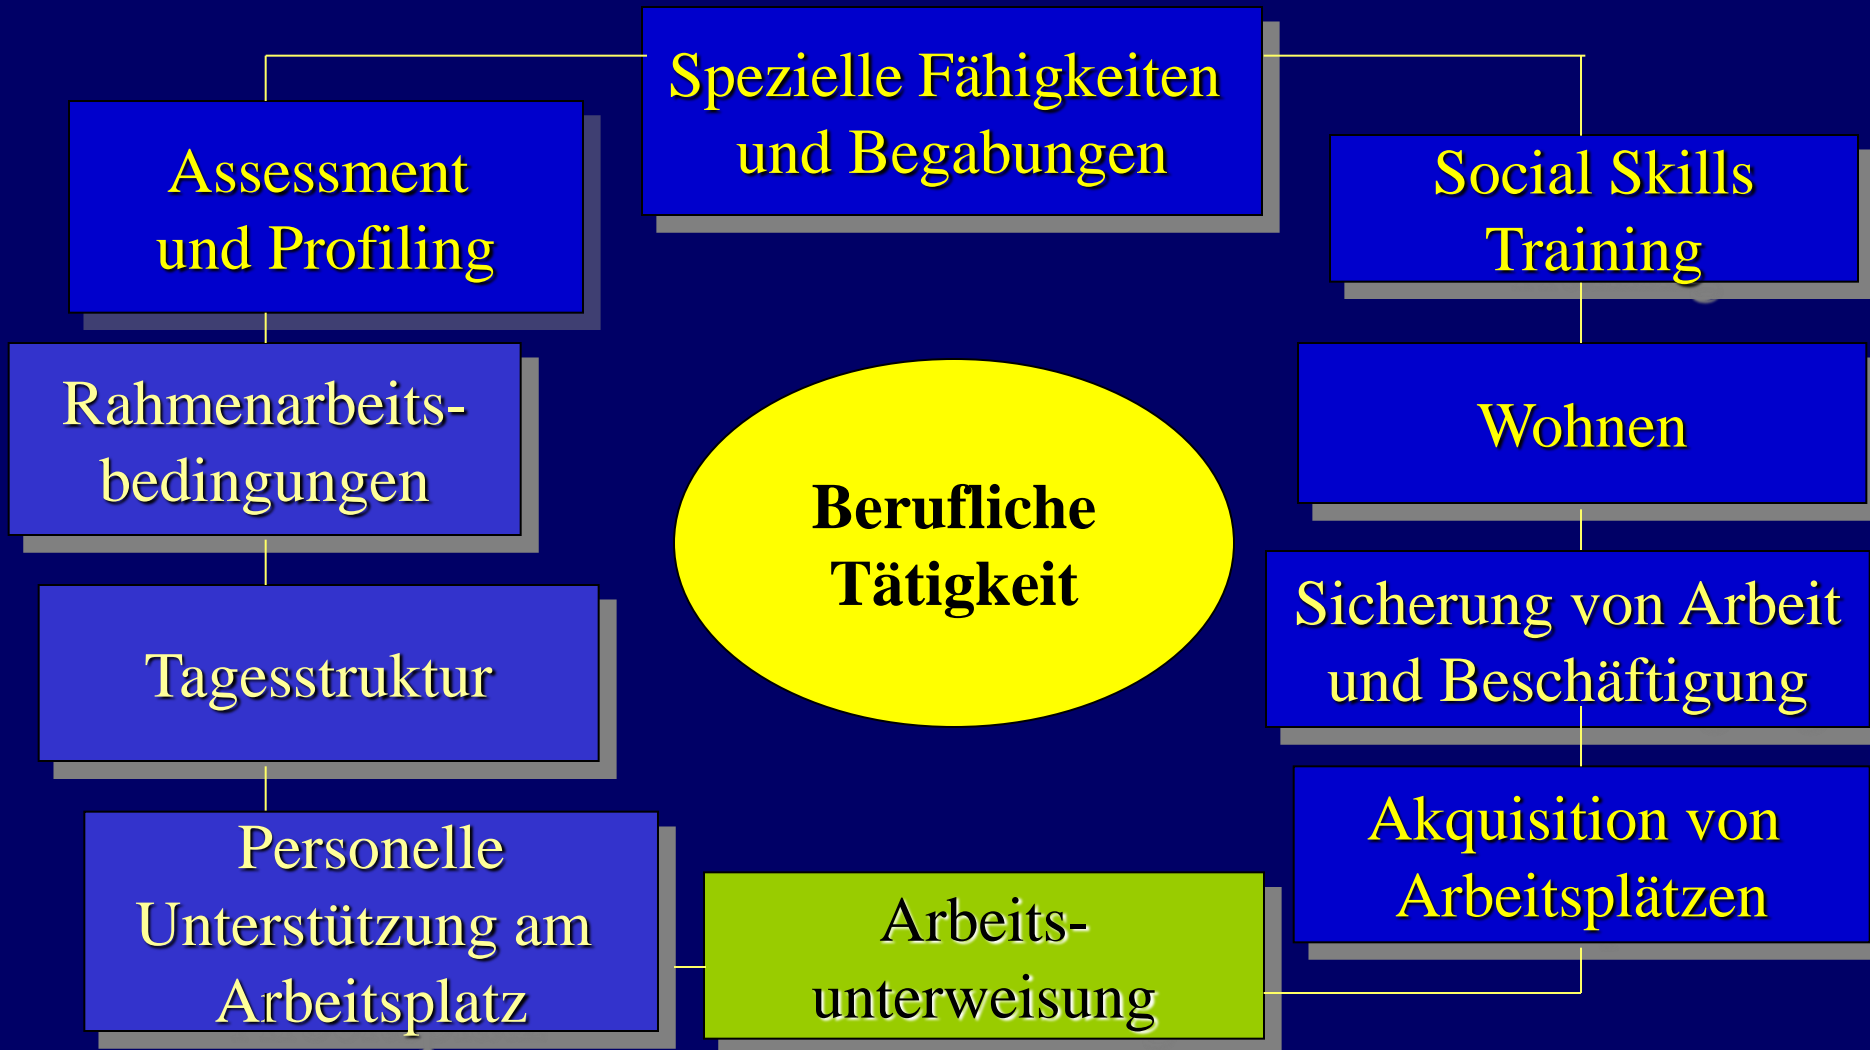 Spezielle Fähigkeiten
und Begabungen
Assessment
und Profiling
Social Skills
Training
Rahmenarbeits-
bedingungen
Wohnen
Berufliche
Tätigkeit
Sicherung von Arbeit
und Beschäftigung
Tagesstruktur
Akquisition von
Arbeitsplätzen
Personelle
Unterstützung am
Arbeitsplatz
Arbeits-
unterweisung